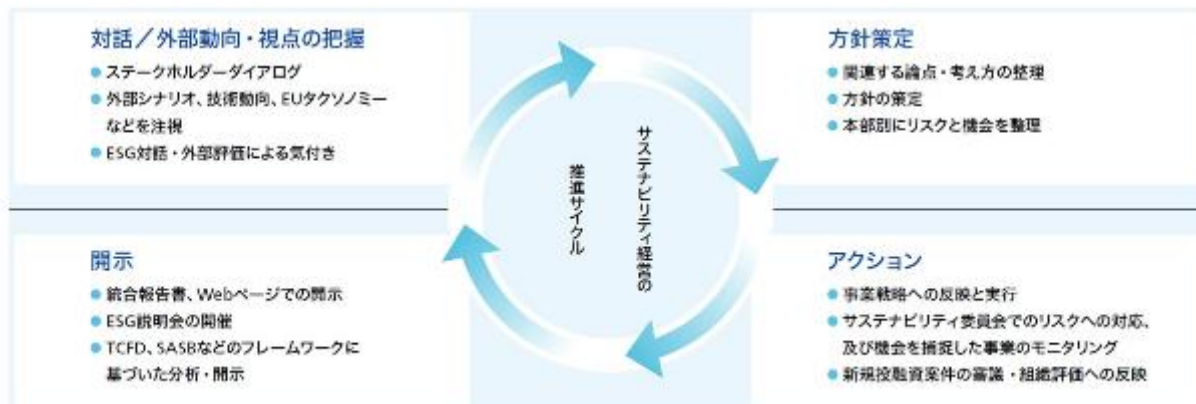 対話／外部動向・視点の把握
● ステークホルダーダイアログ
● 外部シナリオ、技術動向、EUタクソノミー
などを注視
● ESG対話・外部評価による気付き
方針策定
● 関連する論点・考え方の整理
● 方針の策定
● 本部別にリスクと機会を整理
サステナビリティ経営の
推進サイクル
開示
● 統合報告書、Webページでの開示
● ESG説明会の開催
● TCFD、SASBなどのフレームワークに
基づいた分析・開示
アクション
● 事業戦略への反映と実行
● サステナビリティ委員会でのリスクへの対応、
及び機会を捕捉した事業のモニタリング
● 新規投融資案件の審議・組織評価への反映